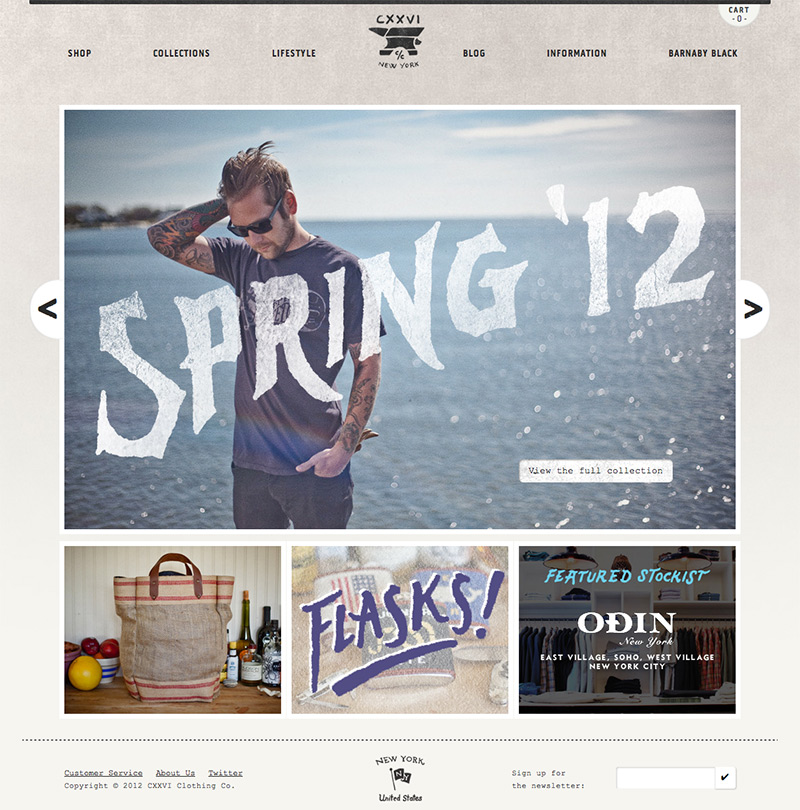 CART
-0-
CXXVI
C/C
NEW YORK
SHOP
COLLECTIONS
LIFESTYLE
BLOG
INFORMATION
BARNABY BLACK
<
SPRING '12
>
View the full collection
FLASKS!
FEATURED STOCKIST
ODIN
New York
EAST VILLAGE, SOHO, WEST VILLAGE
NEW YORK CITY
Customer Service About Us Twitter
Copyright © 2012 CXXVI Clothing Co.
NEW YORK
NY
United States
Sign up for
the newsletter: